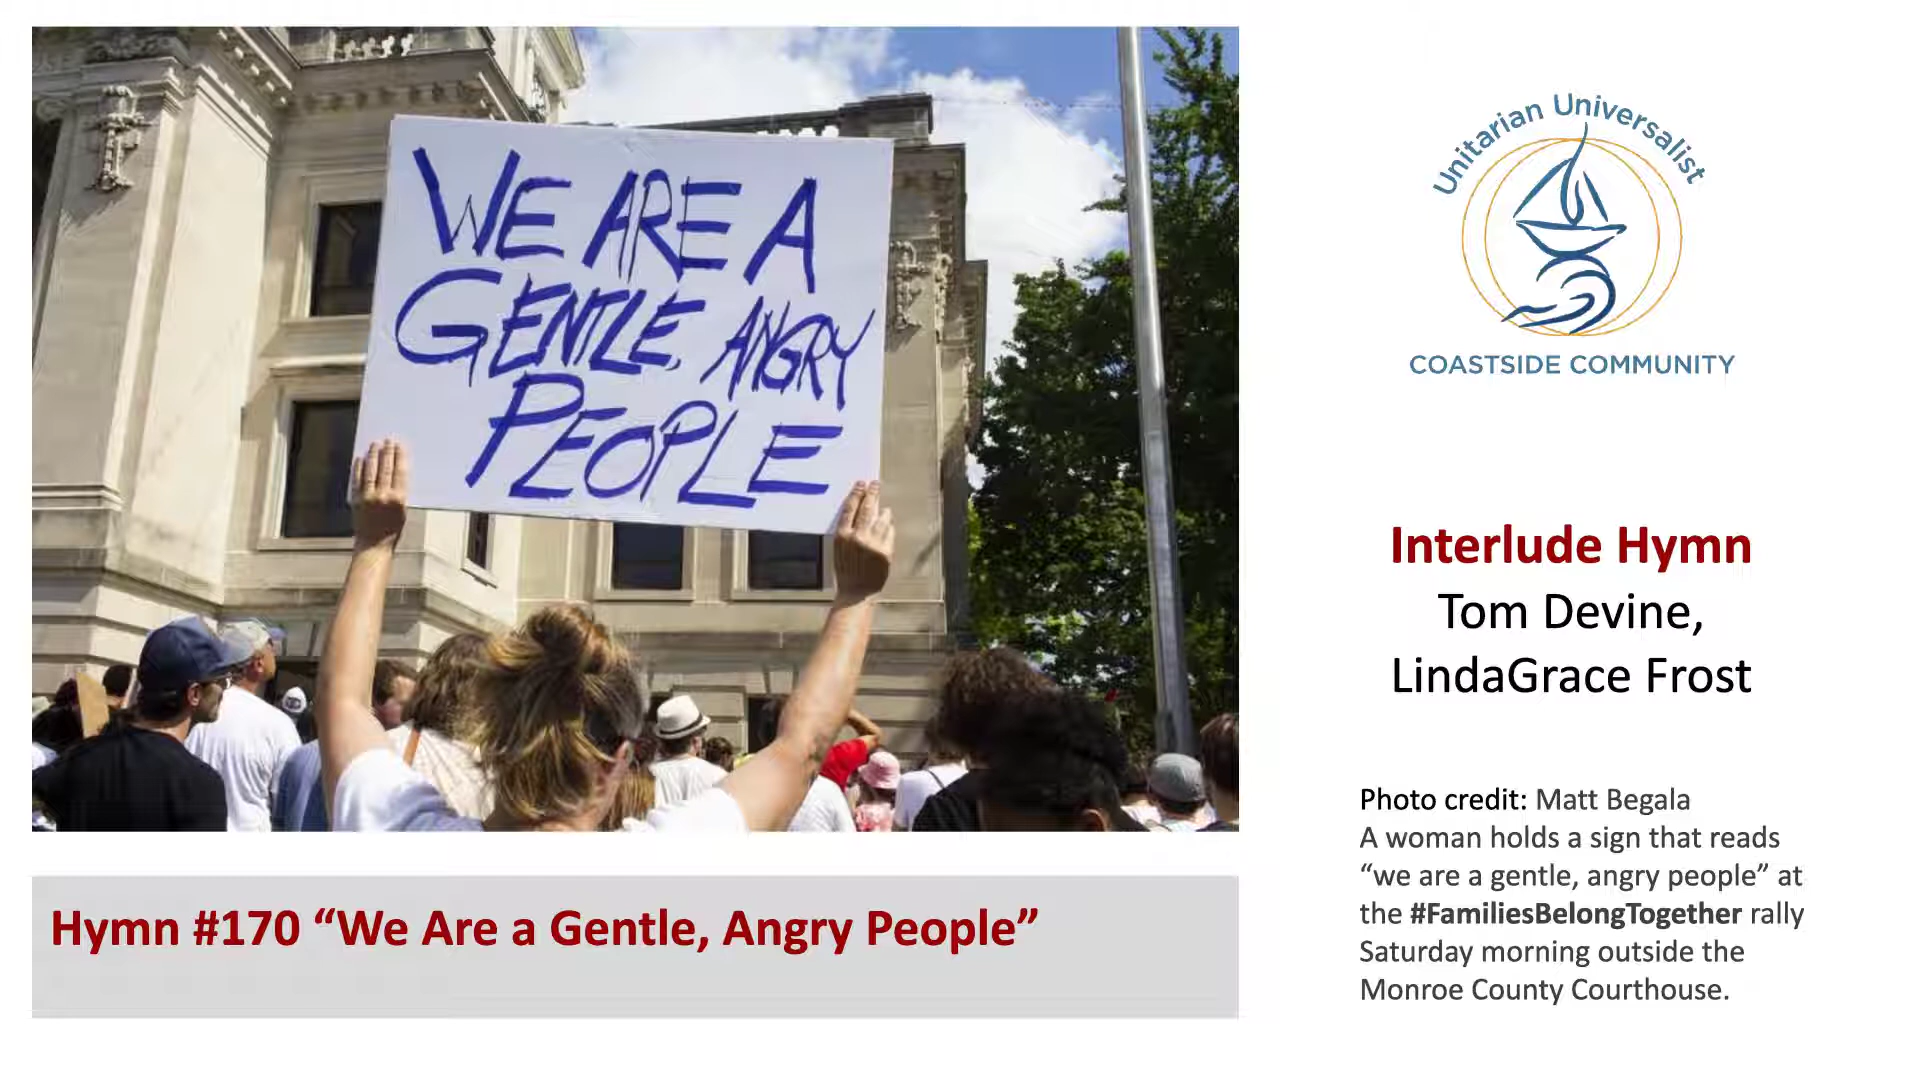 WE ARE A
GENTLE, ANGRY
PEOPLE
Hymn #170 “We Are a Gentle, Angry People”
Unitarian Universalist
COASTSIDE COMMUNITY
Interlude Hymn
Tom Devine,
LindaGrace Frost
Photo credit: Matt Begala
A woman holds a sign that reads
“we are a gentle, angry people” at
the #FamiliesBelongTogether rally
Saturday morning outside the
Monroe County Courthouse.